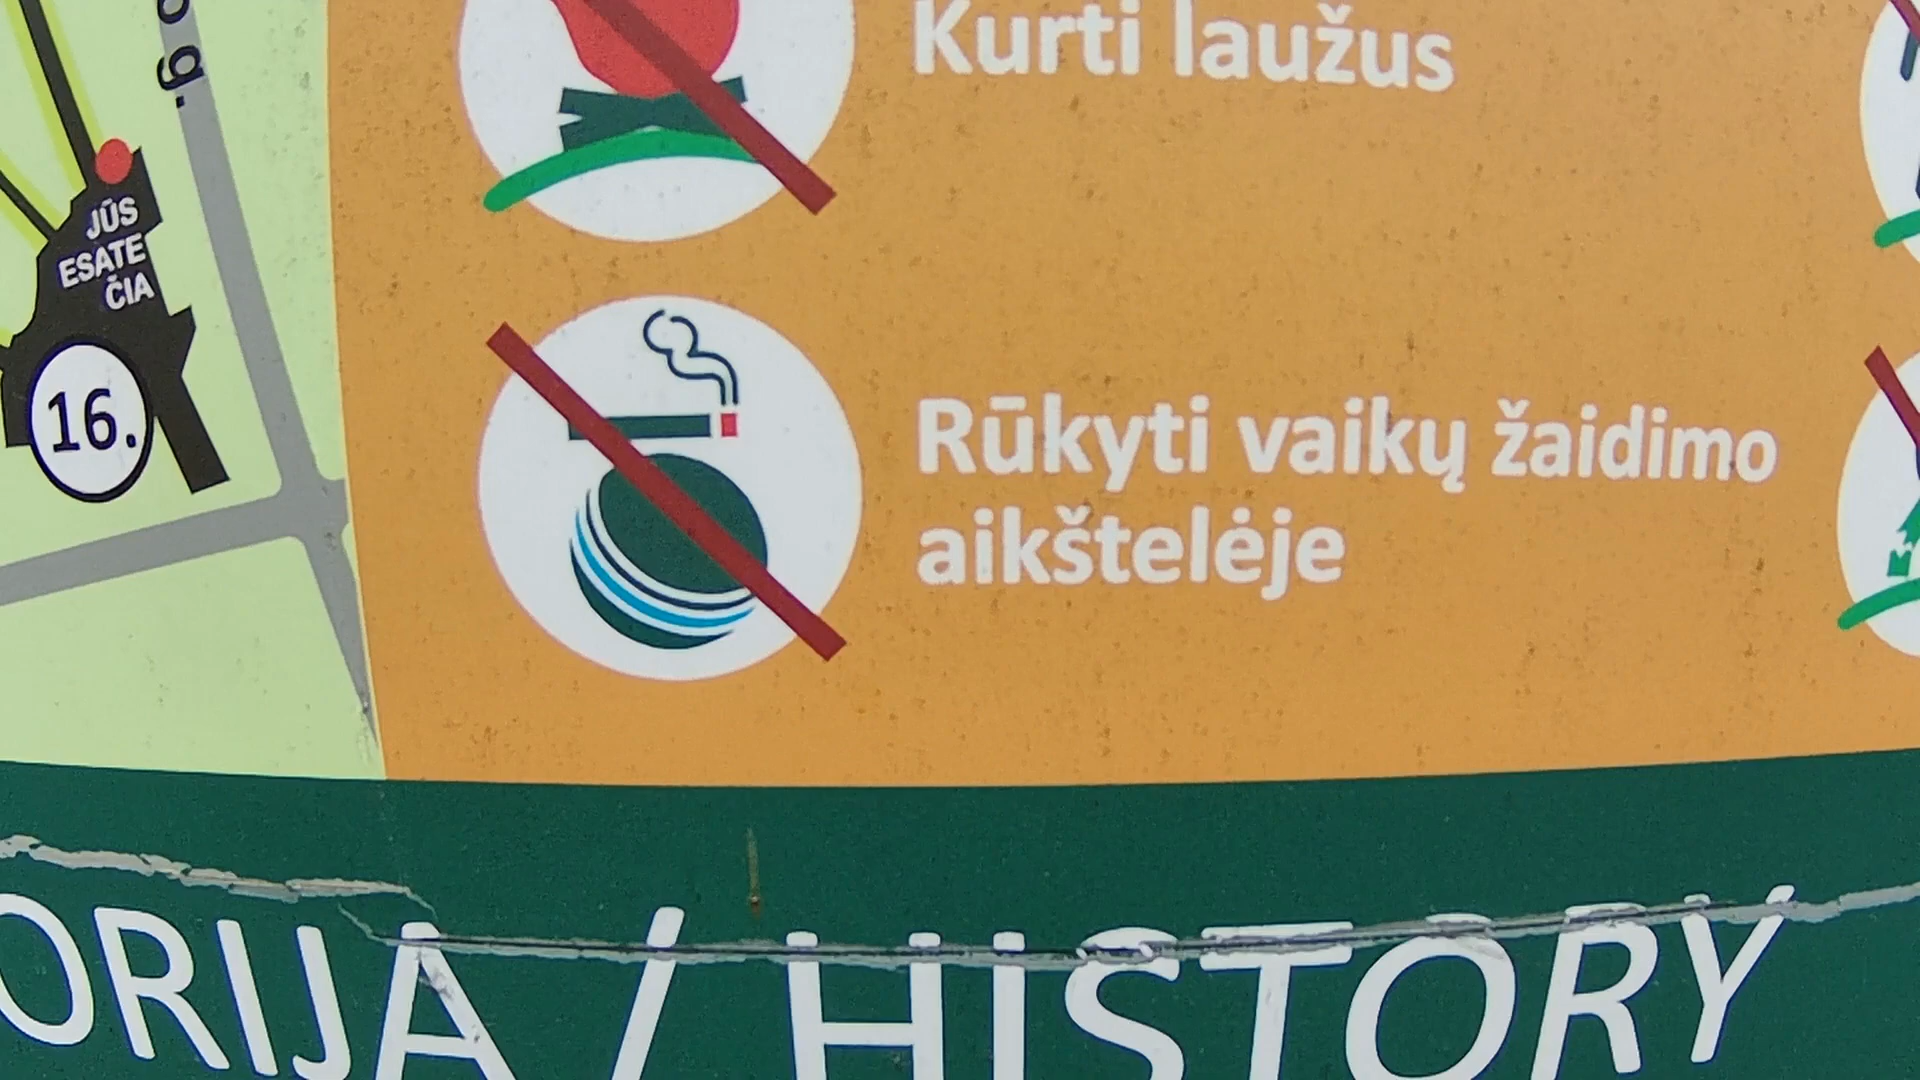 g.
JŪS
ESATE
ČIA
16.
Kurti laužus
Rūkyti vaikų žaidimo
aikštelėje
ORIJA / HISTORY